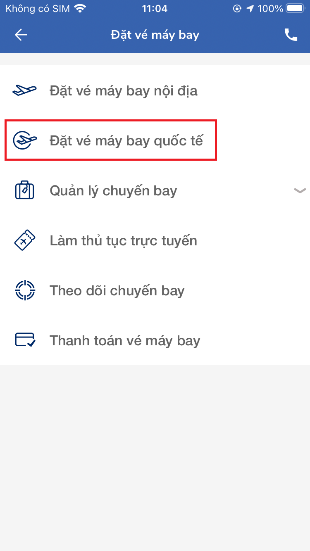 Không có SIM 11:04 100%
Đặt vé máy bay
Đặt vé máy bay nội địa
Đặt vé máy bay quốc tế
Quản lý chuyến bay
Làm thủ tục trực tuyến
Theo dõi chuyến bay
Thanh toán vé máy bay